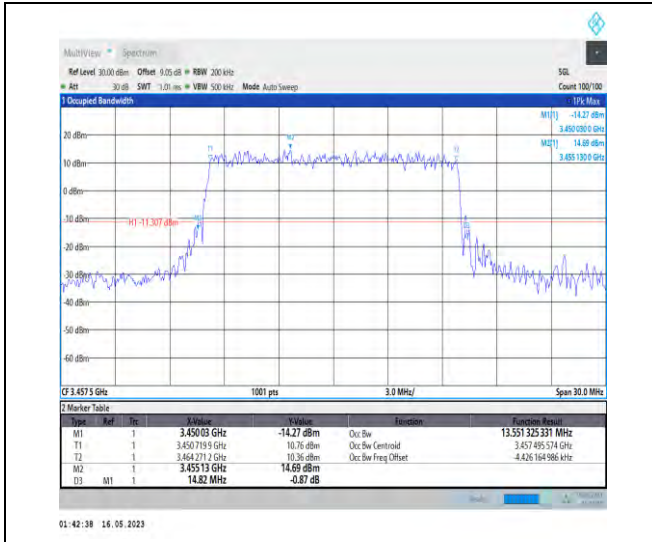 MultiView Spectrum
Ref Level 30.00 dBm Offset 9.05 dB RBW 200 kHz SGL
Att 30 dB SWT 1.01 ms VBW 500 kHz Mode Auto Sweep Count 100/100
1 Occupied Bandwidth 1Pk Max
M1[1] -14.27 dBm
3.450 030 0 GHz
M2[1] 14.69 dBm
3.455 130 0 GHz
20 dBm
M2
T1 T2
10 dBm
0 dBm
-10 dBm
H1 -11.307 dBm
-30 dBm
-40 dBm
-50 dBm
-60 dBm
CF 3.457 5 GHz 1001 pts 3.0 MHz/ Span 30.0 MHz
2 Marker Table
Type Ref Trc X-Value Y-Value Function Function Result
M1 1 3.450 03 GHz -14.27 dBm Occ Bw 13.551 325 331 MHz
T1 1 3.450 719 9 GHz 10.76 dBm Occ Bw Centroid 3.457 495 574 GHz
T2 1 3.464 271 2 GHz 10.36 dBm Occ Bw Freq Offset -4.426 164 986 kHz
M2 1 3.455 13 GHz 14.69 dBm
D3 M1 1 14.82 MHz -0.87 dB
01:42:38 16.05.2023